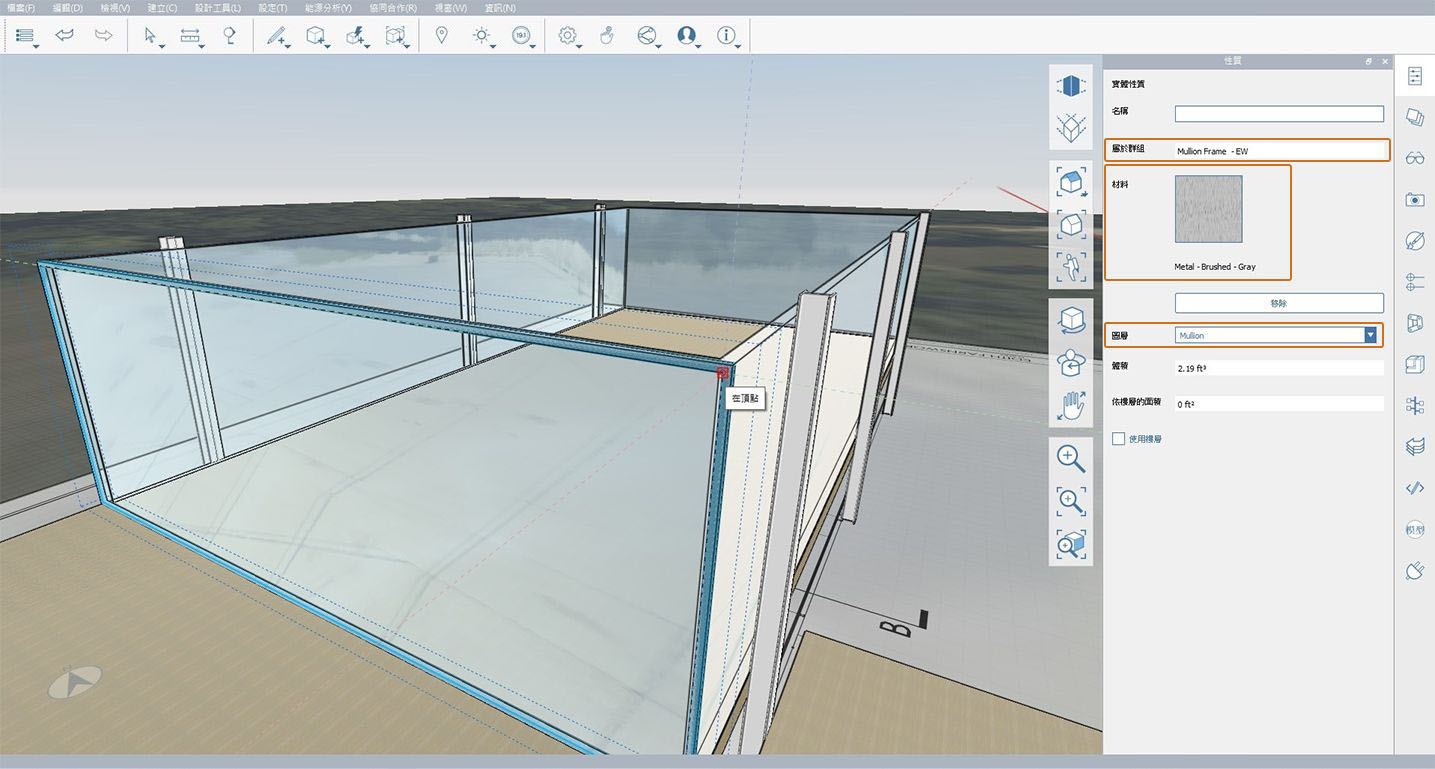 檔案(F) 編輯(D) 檢視(V) 建立(C) 設計工具(L) 設定(T) 能源分析(Y) 協同合作(R) 視窗(W) 資訊(N)
193
性質
實體性質
名稱
屬於群組 Mullion Frame - EW
材料
Metal - Brushed - Gray
移除
圖層 Mullion
體積 2.19 ft³
依樓層的面積 0 ft²
使用樓層
在頂點
模型
B